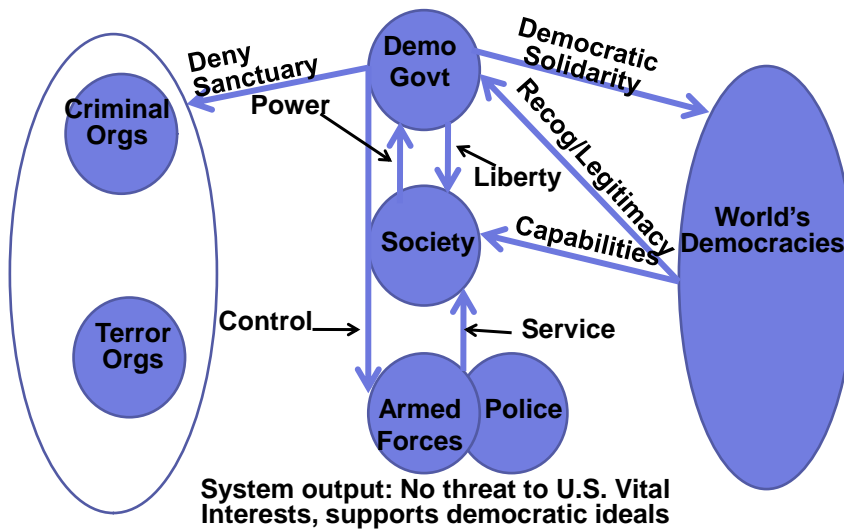 Deny
Sanctuary
Demo
Govt
Democratic
Solidarity
Criminal
Orgs
Power
Recog/Legitimacy
Liberty
Society
Capabilities
World's
Democracies
Terror
Orgs
Control
Service
Armed
Forces
Police
System output: No threat to U.S. Vital
Interests, supports democratic ideals